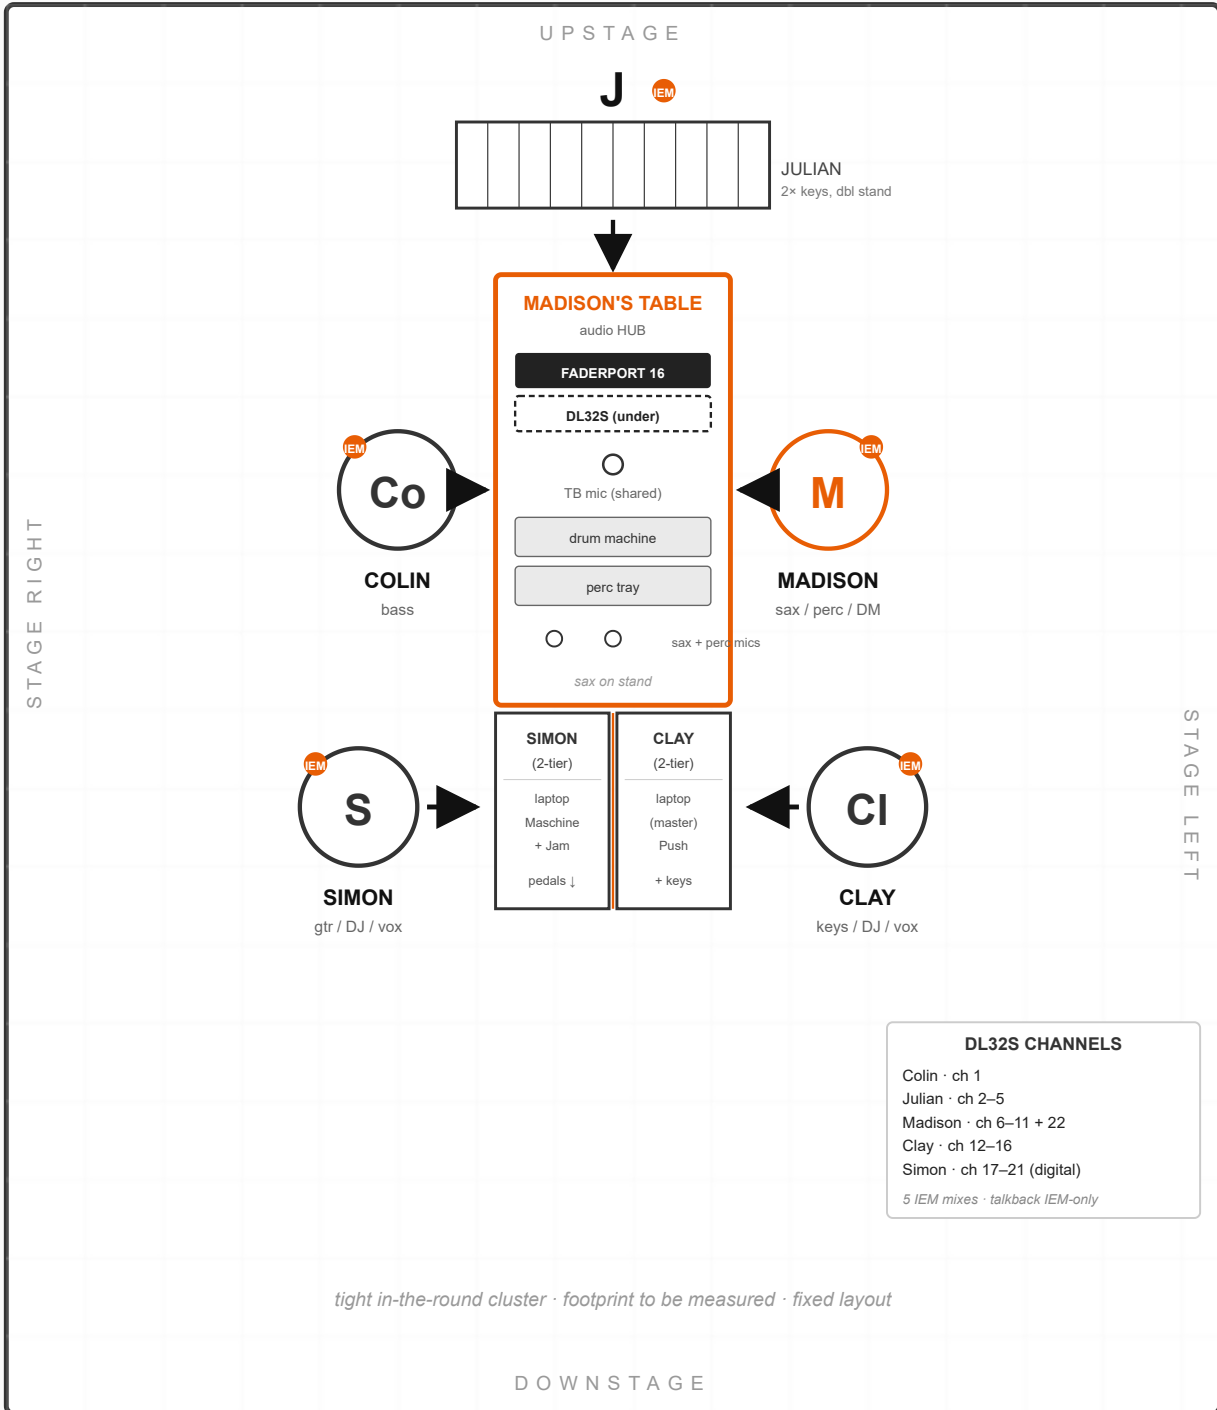 UPSTAGE
J
IEM
JULIAN
2× keys, dbl stand
MADISON'S TABLE
audio HUB
FADERPORT 16
DL32S (under)
TB mic (shared)
drum machine
perc tray
sax + perc mics
sax on stand
IEM
Co
COLIN
bass
IEM
M
MADISON
sax / perc / DM
STAGE RIGHT
STAGE LEFT
IEM
S
SIMON
gtr / DJ / vox
SIMON
(2-tier)
laptop
Maschine
+ Jam
pedals ↓
CLAY
(2-tier)
laptop
(master)
Push
+ keys
IEM
Cl
CLAY
keys / DJ / vox
DL32S CHANNELS
Colin · ch 1
Julian · ch 2–5
Madison · ch 6–11 + 22
Clay · ch 12–16
Simon · ch 17–21 (digital)
5 IEM mixes · talkback IEM-only
tight in-the-round cluster · footprint to be measured · fixed layout
DOWNSTAGE